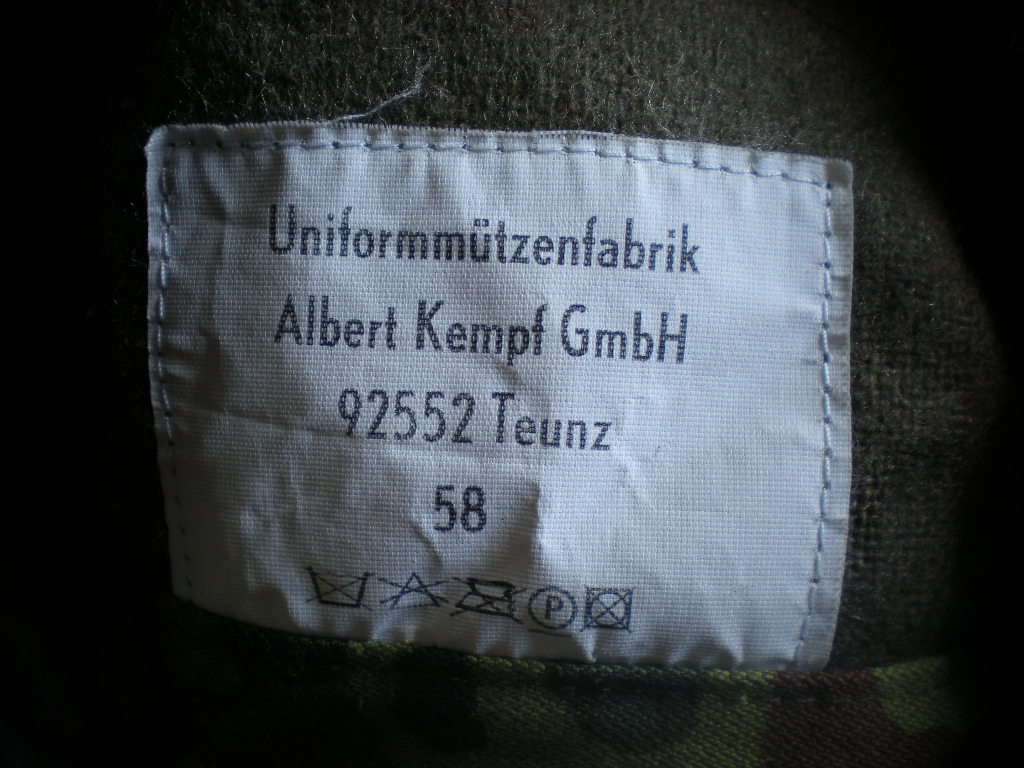 Uniformmützenfabrik
Albert Kempf GmbH
92552 Teunz
58
P